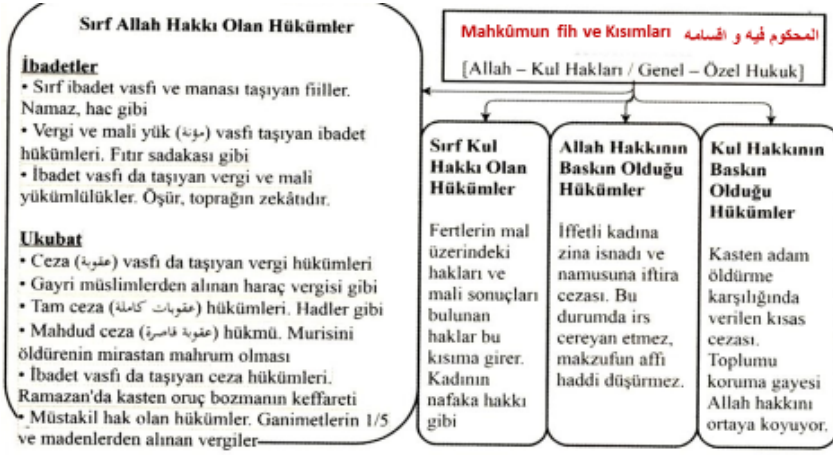 Sırf Allah Hakkı Olan Hükümler
İbadetler
• Sırf ibadet vasfı ve manası taşıyan fiiller.
Namaz, hac gibi
• Vergi ve mali yük (مؤنة) vasfı taşıyan ibadet
hükümleri. Fıtır sadakası gibi
• İbadet vasfı da taşıyan vergi ve mali
yükümlülükler. Öşür, toprağın zekâtıdır.
Ukubat
• Ceza (عقوبة) vasfı da taşıyan vergi hükümleri
• Gayri müslimlerden alınan haraç vergisi gibi
• Tam ceza (عقوبات كاملة) hükümleri. Hadler gibi
• Mahdud ceza (عقوبة قاصرة) hükmü. Murisini
öldürenin mirastan mahrum olması
• İbadet vasfı da taşıyan ceza hükümleri.
Ramazan'da kasten oruç bozmanın keffareti
• Müstakil hak olan hükümler. Ganimetlerin 1/5
ve madenlerden alınan vergiler
Mahkûmun fih ve Kısımları المحكوم فيه و اقسامه
[Allah – Kul Hakları / Genel – Özel Hukuk]
Sırf Kul
Hakkı Olan
Hükümler
Fertlerin mal
üzerindeki
hakları ve
mali sonuçları
bulunan
haklar bu
kısıma girer.
Kadının
nafaka hakkı
gibi
Allah Hakkının
Baskın Olduğu
Hükümler
İffetli kadına
zina isnadı ve
namusuna iftira
cezası. Bu
durumda irs
cereyan etmez,
makzufun affı
haddi düşürmez.
Kul Hakkının
Baskın
Olduğu
Hükümler
Kasten adam
öldürme
karşılığında
verilen kısas
cezası.
Toplumu
koruma gayesi
Allah hakkını
ortaya koyuyor.